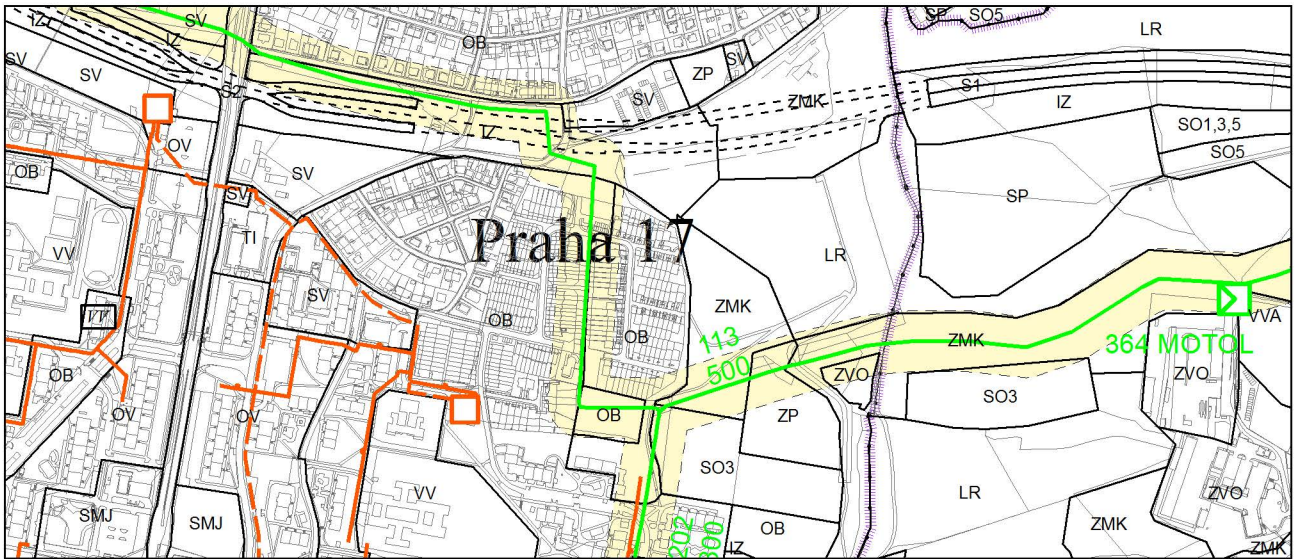 IZ
SV
SP
SO5
LR
OB
IZ
SV
SV
ZP
SV
SV
S2
S1
ZMK
IZ
SO1,3,5
IZ
OV
SO5
SV
OB
SV
SP
TI
Praha 17
VV
LR
SV
ZMK
VV
OB
OB
113
500
ZMK
VVA
364 MOTOL
OB
ZVO
ZVO
SO3
OV
OV
OB
ZP
SO3
VV
LR
ZVO
SMJ
SMJ
202
800
OB
ZMK
IZ
ZMK